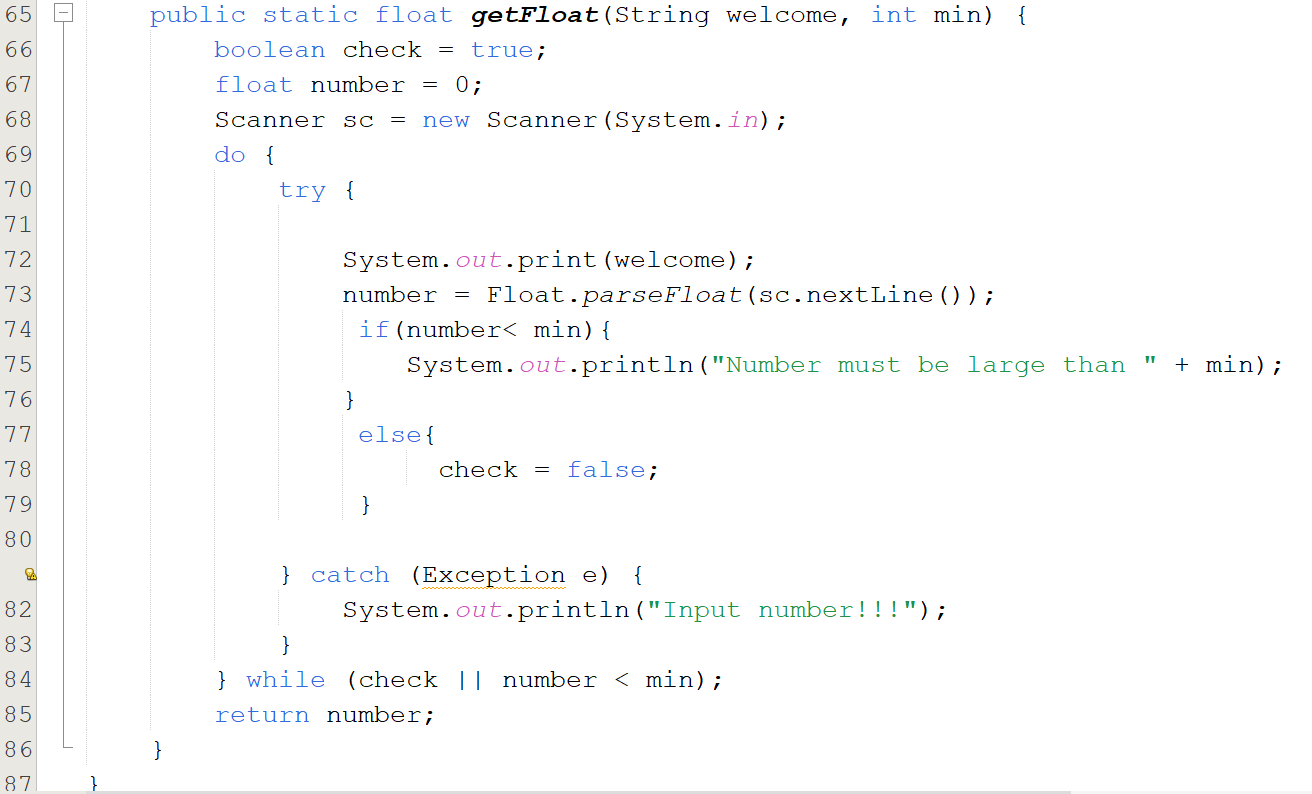 65 public static float getFloat(String welcome, int min) {
66 boolean check = true;
67 float number = 0;
68 Scanner sc = new Scanner(System.in);
69 do {
70 try {
71
72 System.out.print(welcome);
73 number = Float.parseFloat(sc.nextLine());
74 if(number< min){
75 System.out.println("Number must be large than " + min);
76 }
77 else{
78 check = false;
79 }
80
} catch (Exception e) {
82 System.out.println("Input number!!!");
83 }
84 } while (check || number < min);
85 return number;
86 }
87 }